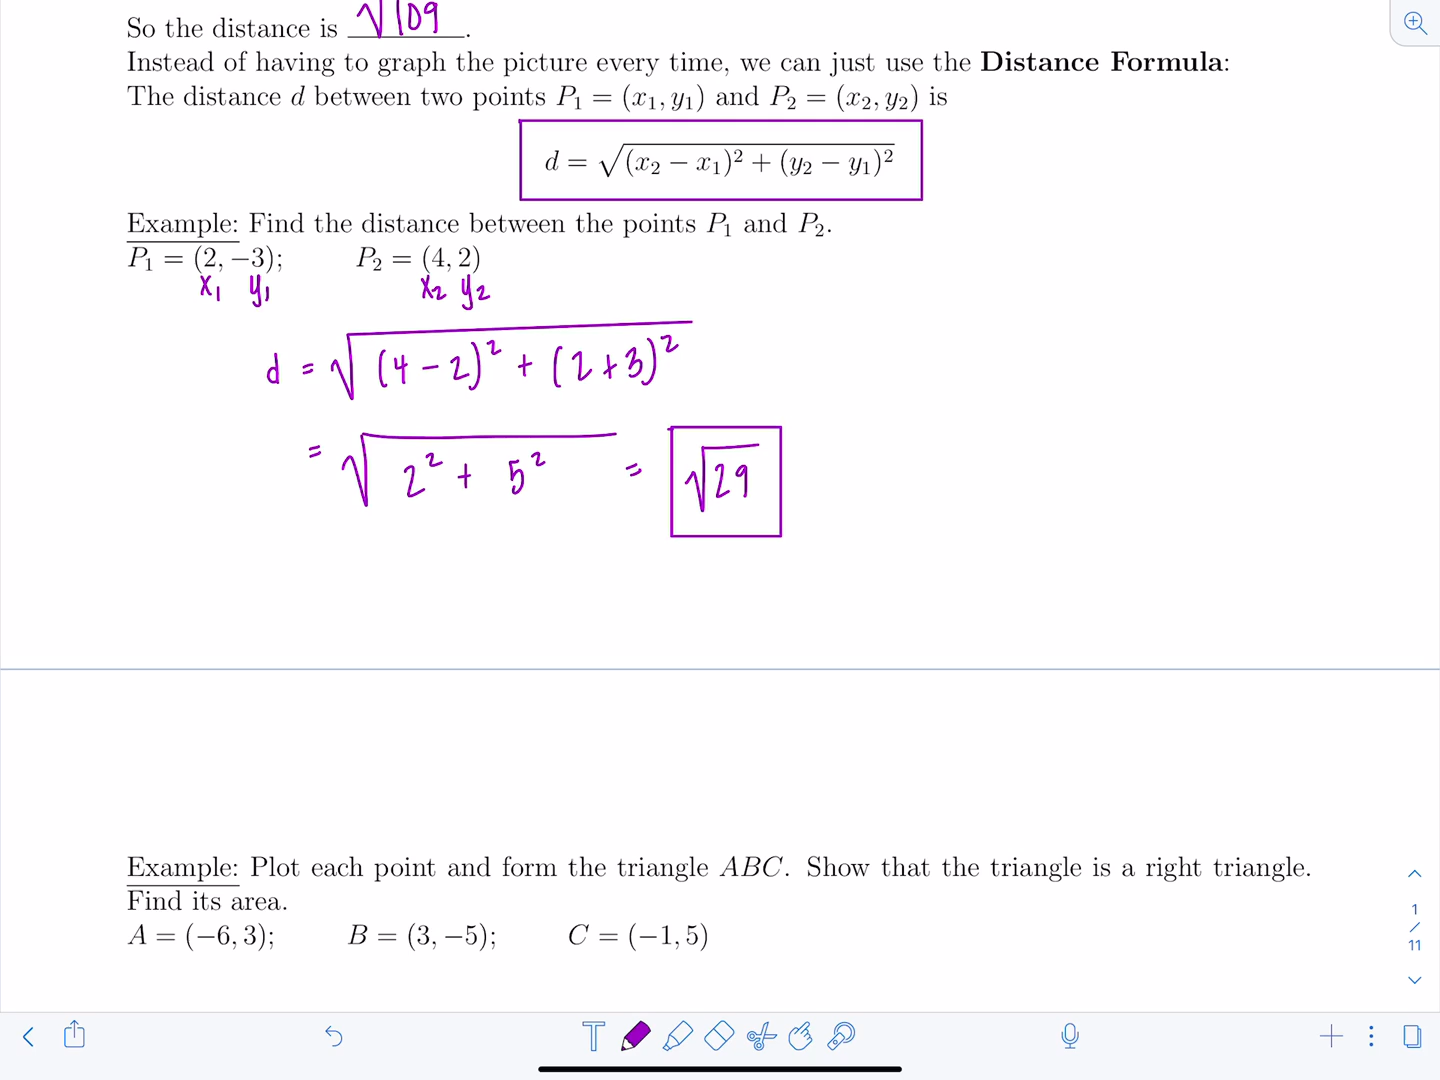 So the distance is √109.
Instead of having to graph the picture every time, we can just use the Distance Formula:
The distance d between two points P₁ = (x₁, y₁) and P₂ = (x₂, y₂) is
d = √((x₂ − x₁)² + (y₂ − y₁)²)
Example: Find the distance between the points P₁ and P₂.
P₁ = (2, −3); P₂ = (4, 2)
x₁ y₁ x₂ y₂
d = √((4 − 2)² + (2 + 3)²)
= √(2² + 5²) = √29
Example: Plot each point and form the triangle ABC. Show that the triangle is a right triangle.
Find its area.
A = (−6, 3); B = (3, −5); C = (−1, 5)
1
/
11
T